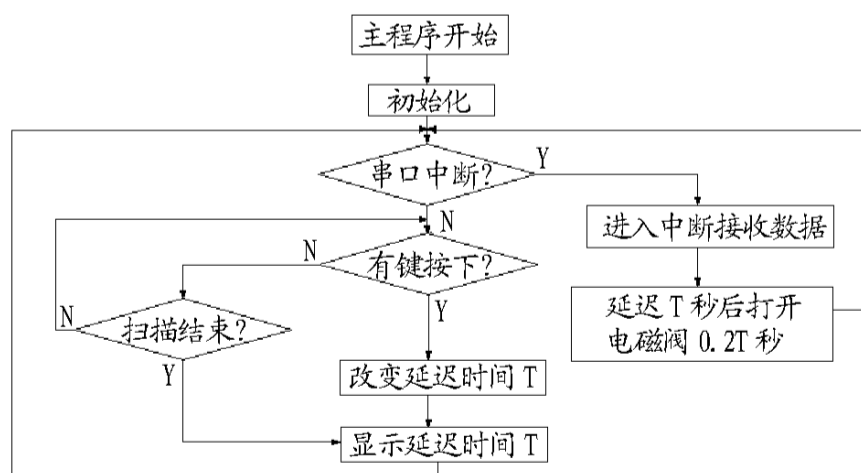 主程序开始
初始化
串口中断?
Y
N
进入中断接收数据
N
有键按下?
Y
延迟 T 秒后打开
电磁阀 0.2T 秒
N
扫描结束?
Y
改变延迟时间 T
显示延迟时间 T